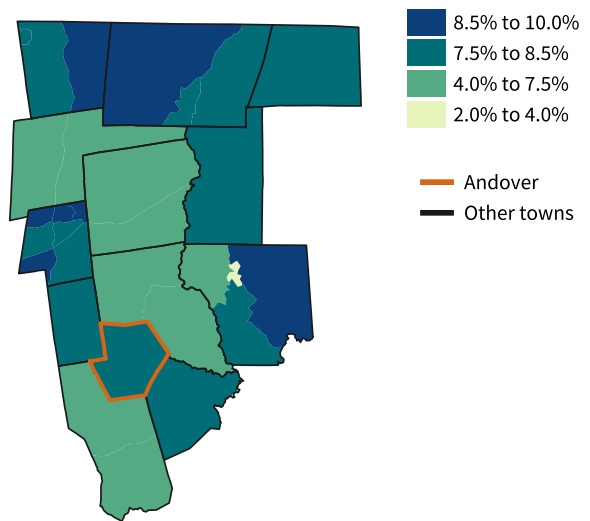 8.5% to 10.0%
7.5% to 8.5%
4.0% to 7.5%
2.0% to 4.0%
Andover
Other towns